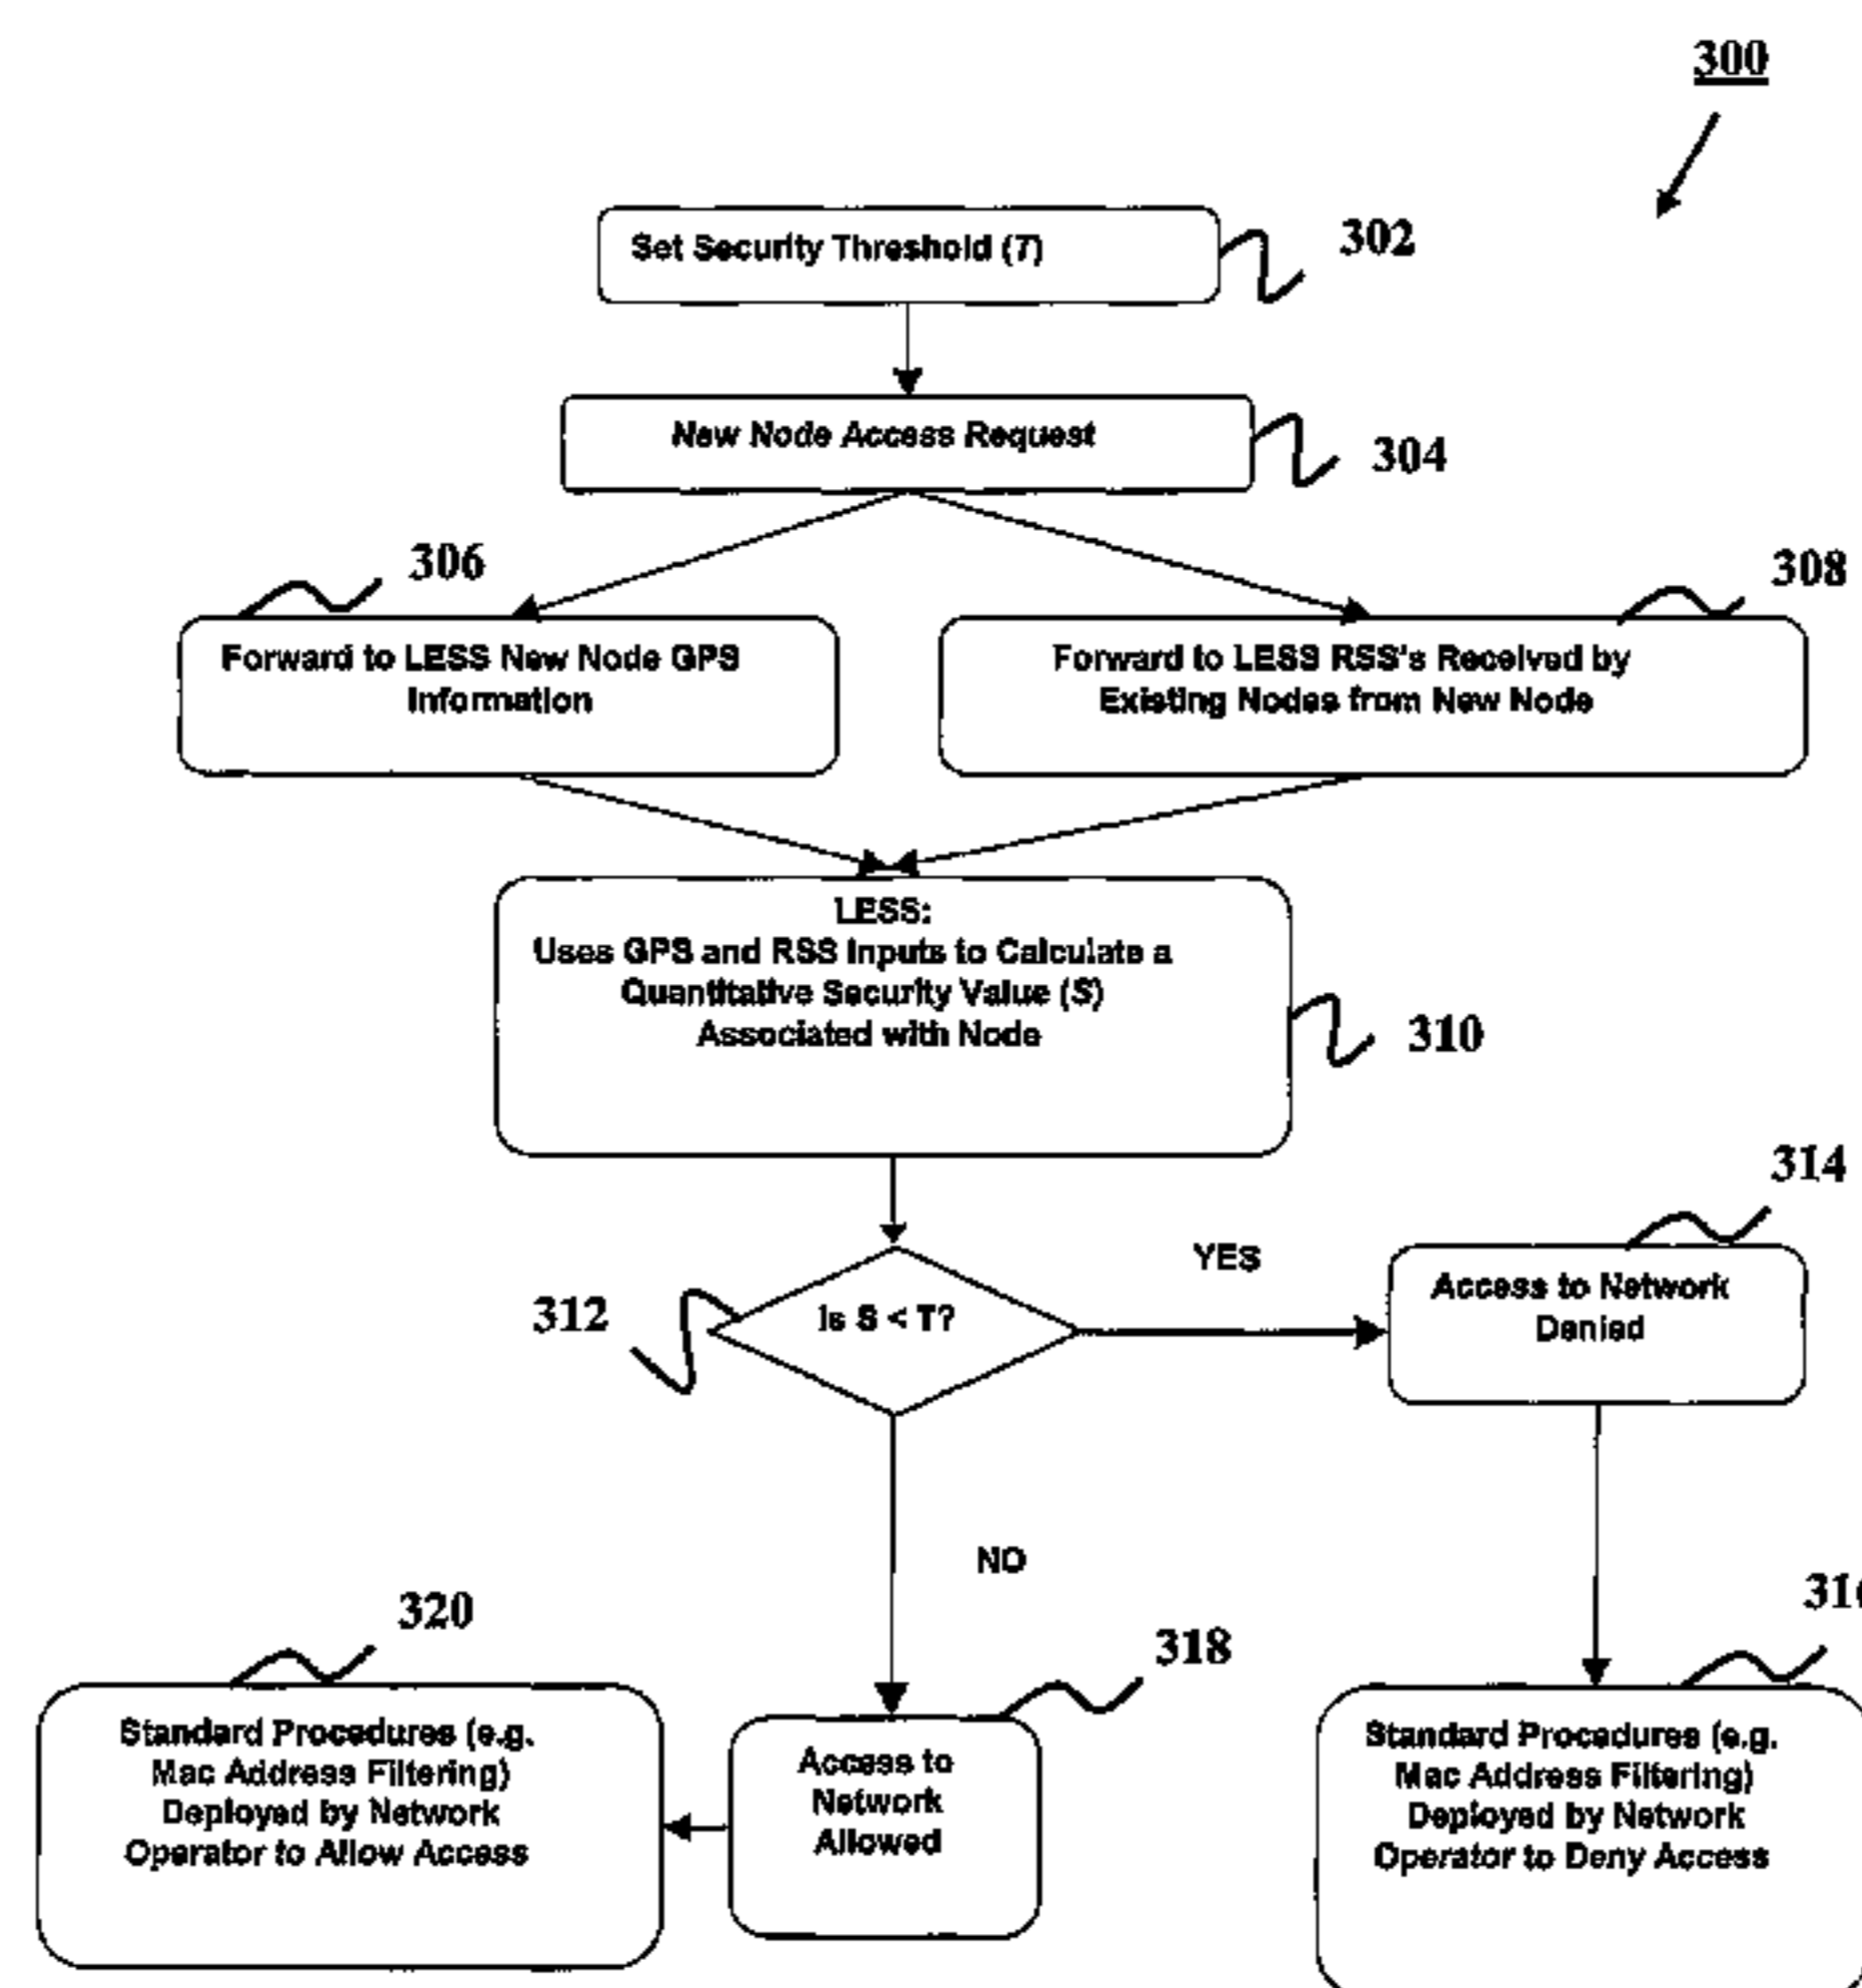 300
Set Security Threshold (7)
302
New Node Access Request
304
306
308
Forward to LESS New Node GPS
Information
Forward to LESS RSS's Received by
Existing Nodes from New Node
LESS:
Uses GPS and RSS Inputs to Calculate a
Quantitative Security Value (S)
Associated with Node
310
314
YES
Access to Network
Denied
312
Is S < T?
NO
316
320
318
Standard Procedures (e.g.
Mac Address Filtering)
Deployed by Network
Operator to Allow Access
Access to
Network
Allowed
Standard Procedures (e.g.
Mac Address Filtering)
Deployed by Network
Operator to Deny Access